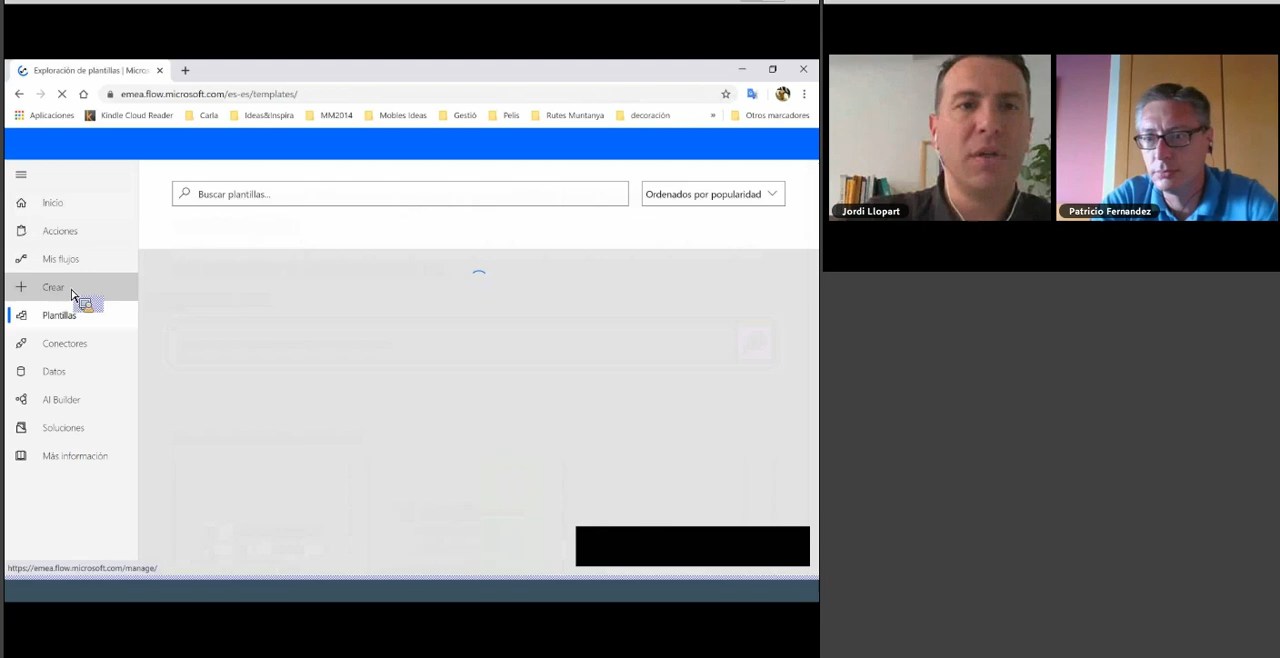 Exploración de plantillas | Micros
emea.flow.microsoft.com/es-es/templates/
Aplicaciones Kindle Cloud Reader Carla Ideas&Inspira MM2014 Mobles Ideas Gestió Pelis Rutes Muntanya decoración » Otros marcadores
Buscar plantillas...
Ordenados por popularidad
Inicio
Acciones
Mis flujos
Crear
Plantillas
Conectores
Datos
AI Builder
Soluciones
Más información
https://emea.flow.microsoft.com/manage/
Jordi Llopart
Patricio Fernandez